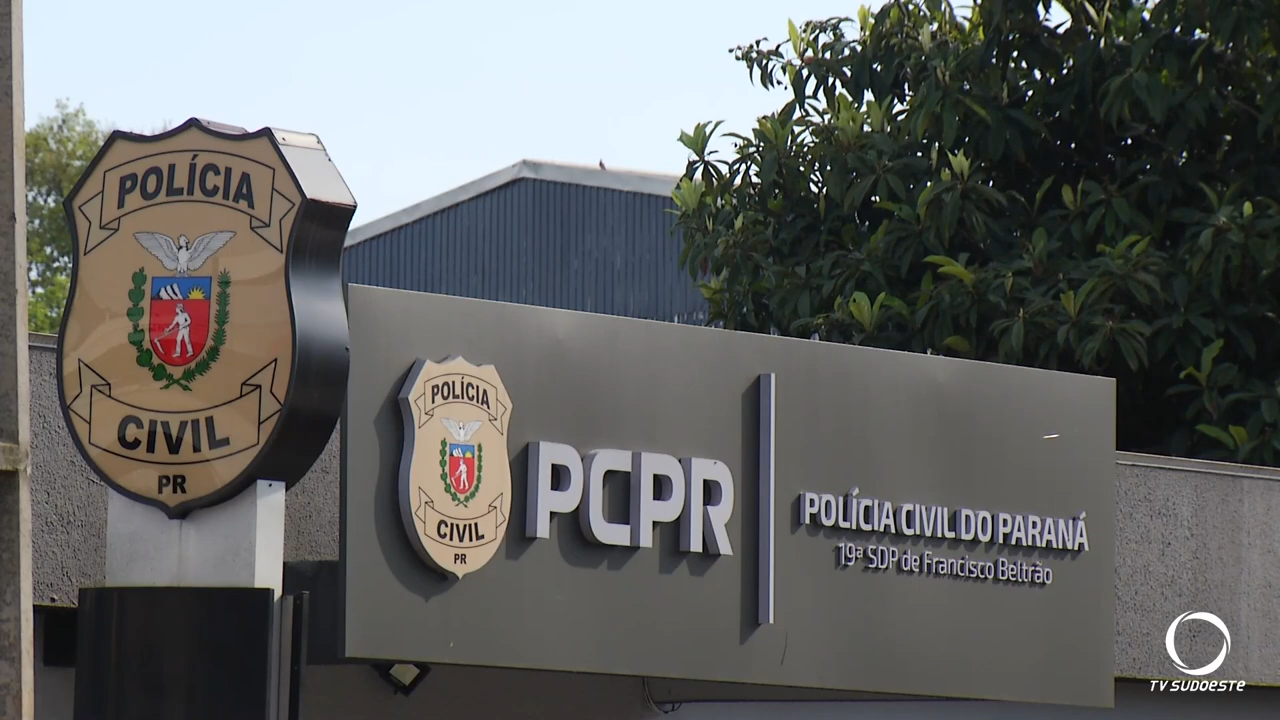 POLÍCIA
CIVIL
PR
POLÍCIA
CIVIL
PR
PCPR
POLÍCIA CIVIL DO PARANÁ
19ª SDP de Francisco Beltrão
TV SUDOESTE